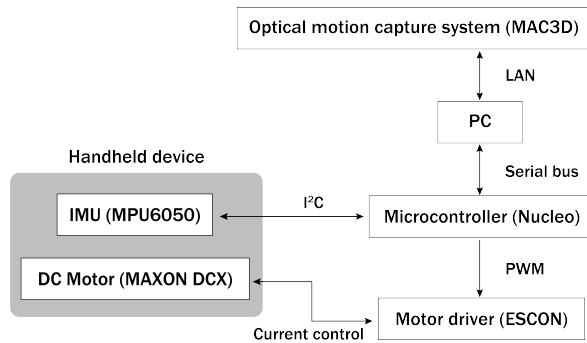 Optical motion capture system (MAC3D)
LAN
PC
Serial bus
Handheld device
IMU (MPU6050)
I²C
Microcontroller (Nucleo)
DC Motor (MAXON DCX)
PWM
Motor driver (ESCON)
Current control